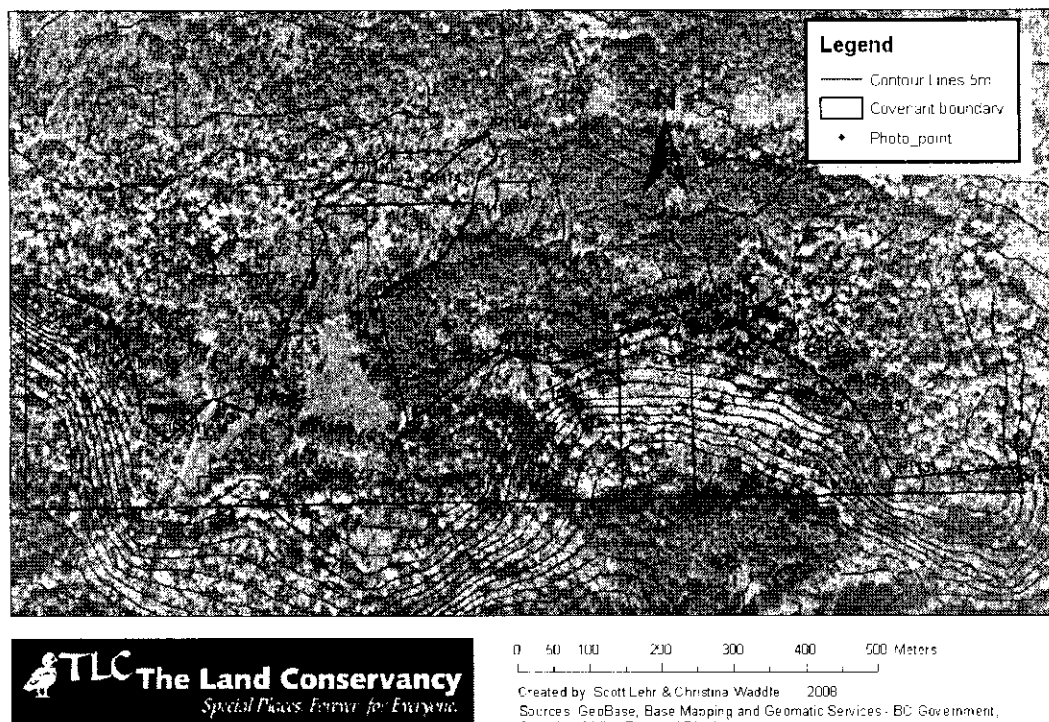 Legend
Contour Lines 5m
Covenant boundary
Photo_point
TLC The Land Conservancy
Special Places. Forever. for Everyone.
0 50 100 200 300 400 500 Meters
Created by Scott Lehr & Christina Waddle 2008
Sources GeoBase, Base Mapping and Geomatic Services - BC Government,